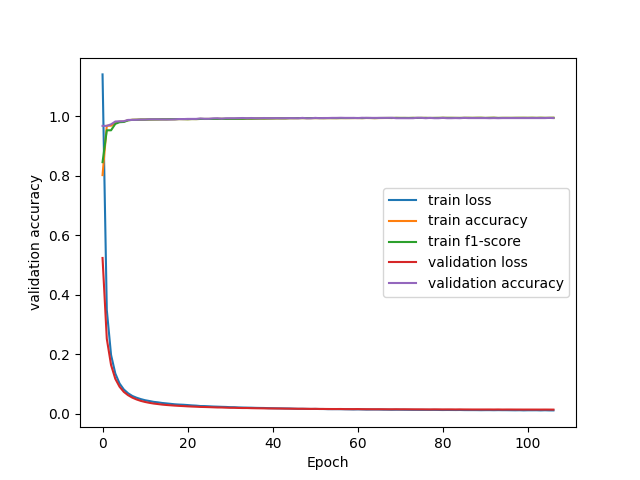 1.0
0.8
0.6
0.4
0.2
0.0
validation accuracy
train loss
train accuracy
train f1-score
validation loss
validation accuracy
0 20 40 60 80 100
Epoch